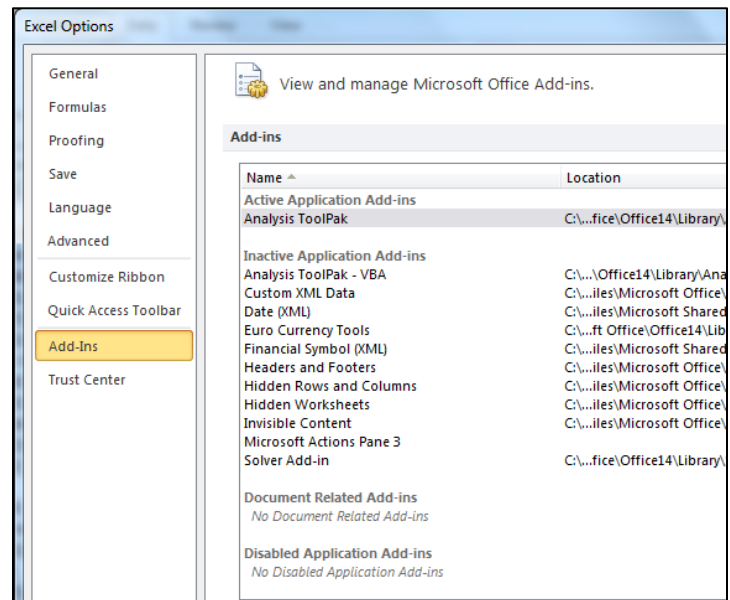 Excel Options
General
Formulas
Proofing
Save
Language
Advanced
Customize Ribbon
Quick Access Toolbar
Add-Ins
Trust Center
View and manage Microsoft Office Add-ins.
Add-ins
Name Location
Active Application Add-ins
Analysis ToolPak C:\...fice\Office14\Library\
Inactive Application Add-ins
Analysis ToolPak - VBA C:\...\Office14\Library\Ana
Custom XML Data C:\...iles\Microsoft Office\
Date (XML) C:\...iles\Microsoft Shared
Euro Currency Tools C:\...ft Office\Office14\Lib
Financial Symbol (XML) C:\...iles\Microsoft Shared
Headers and Footers C:\...iles\Microsoft Office\
Hidden Rows and Columns C:\...iles\Microsoft Office\
Hidden Worksheets C:\...iles\Microsoft Office\
Invisible Content C:\...iles\Microsoft Office\
Microsoft Actions Pane 3
Solver Add-in C:\...fice\Office14\Library\
Document Related Add-ins
No Document Related Add-ins
Disabled Application Add-ins
No Disabled Application Add-ins